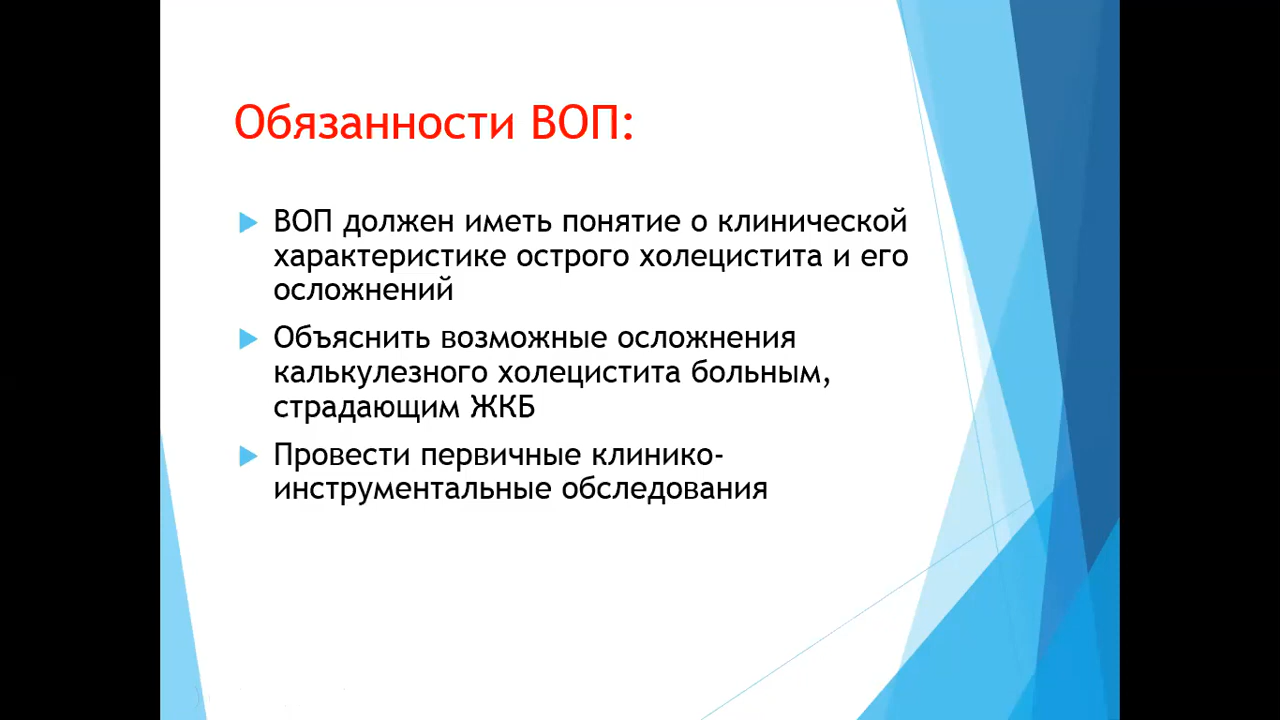 Обязанности ВОП:
ВОП должен иметь понятие о клинической
характеристике острого холецистита и его
осложнений
Объяснить возможные осложнения
калькулезного холецистита больным,
страдающим ЖКБ
Провести первичные клинико-
инструментальные обследования